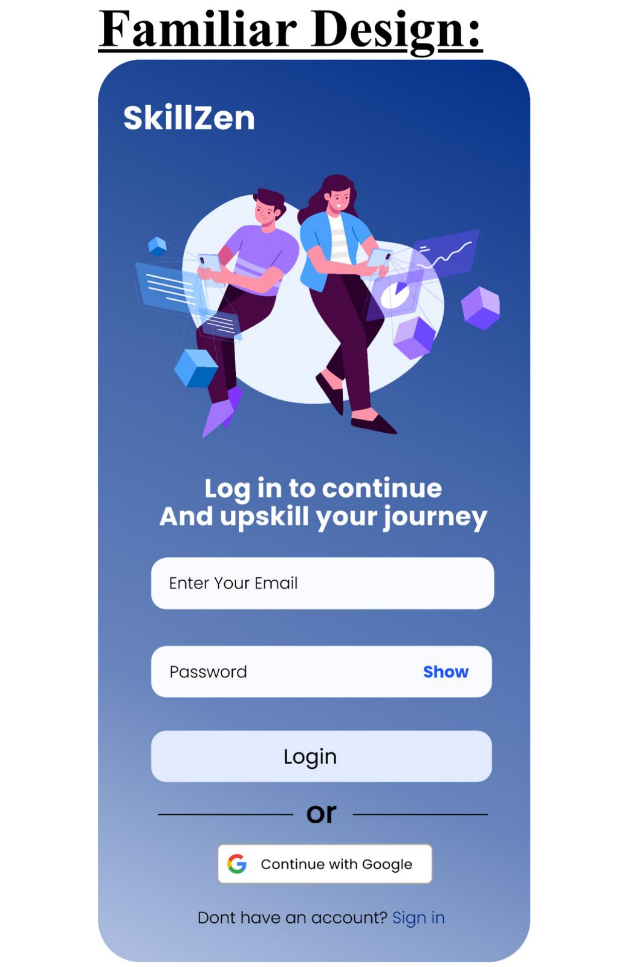 Familiar Design:
SkillZen
Log in to continue
And upskill your journey
Enter Your Email
Password Show
Login
or
Continue with Google
Dont have an account? Sign in